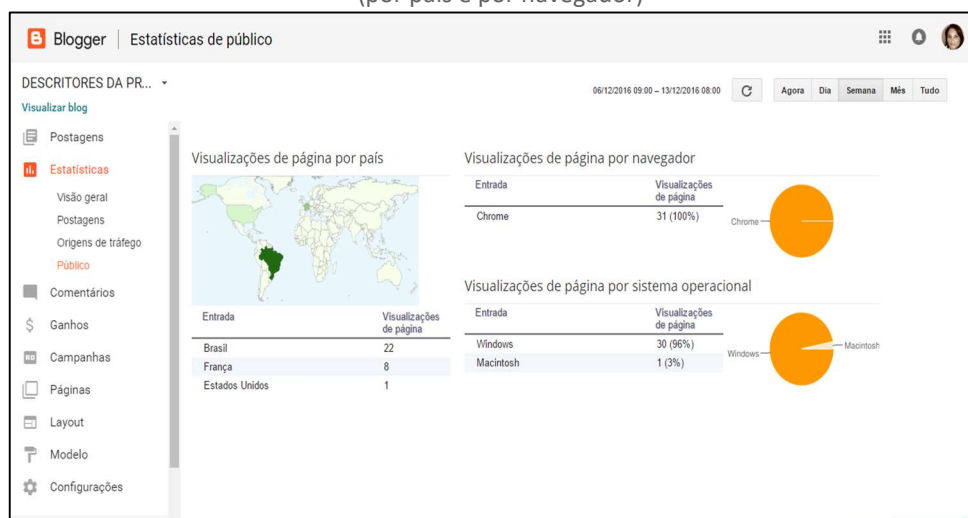 (por país e por navegador)
Blogger | Estatísticas de público
DESCRITORES DA PR...
Visualizar blog
06/12/2016 09:00 – 13/12/2016 08:00
Agora Dia Semana Mês Tudo
Postagens
Estatísticas
Visão geral
Postagens
Origens de tráfego
Público
Comentários
Ganhos
Campanhas
Páginas
Layout
Modelo
Configurações
Visualizações de página por país
Entrada Visualizações
de página
Brasil 22
França 8
Estados Unidos 1
Visualizações de página por navegador
Entrada Visualizações
de página
Chrome 31 (100%)
Chrome
Visualizações de página por sistema operacional
Entrada Visualizações
de página
Windows 30 (96%)
Macintosh 1 (3%)
Windows
Macintosh